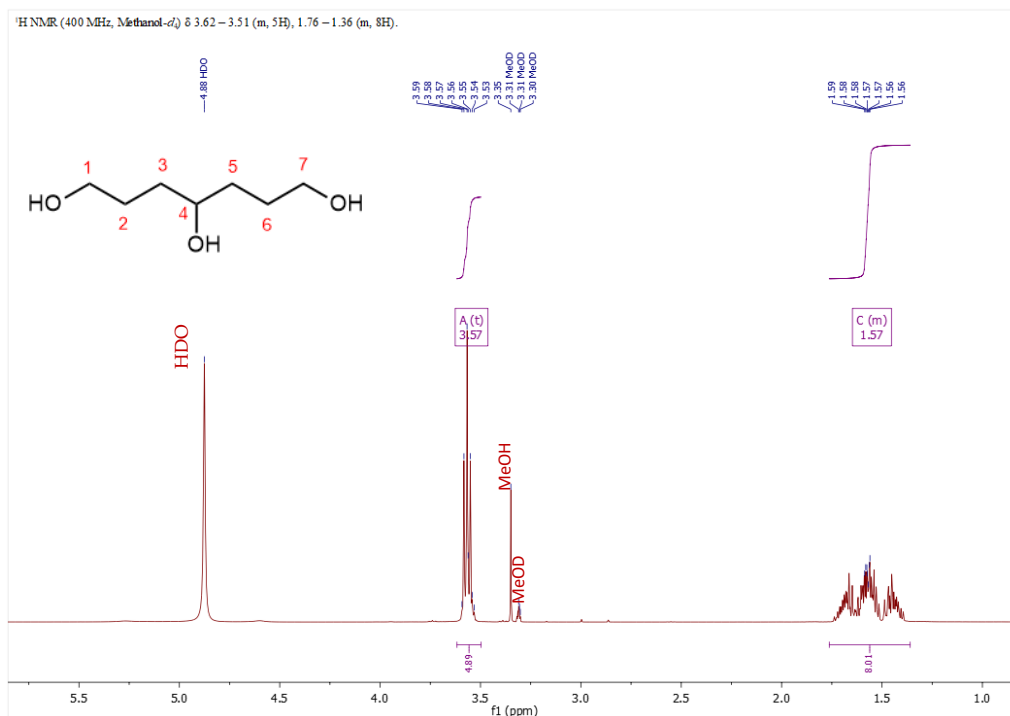 ¹H NMR (400 MHz, Methanol-d₄) δ 3.62 – 3.51 (m, 5H), 1.76 – 1.36 (m, 8H).
4.88 HDO
3.59
3.58
3.57
3.56
3.55
3.54
3.53
3.35
3.31 MeOD
3.31 MeOD
3.30 MeOD
1.59
1.58
1.58
1.57
1.57
1.56
1.56
1
3
5
7
HO
OH
2
4
6
OH
HDO
A (t)
3.57
C (m)
1.57
MeOH
MeOD
4.89
8.01
5.5
5.0
4.5
4.0
3.5
3.0
2.5
2.0
1.5
1.0
f1 (ppm)